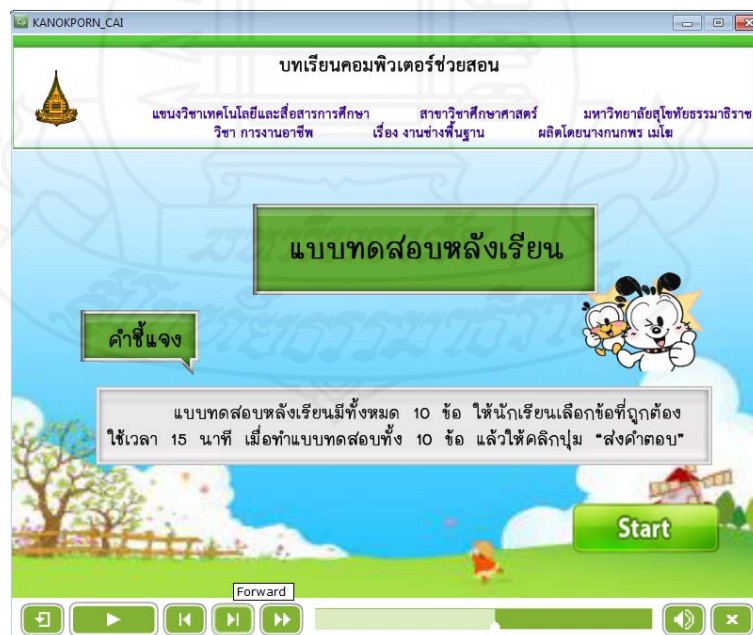 KANOKPORN_CAI
บทเรียนคอมพิวเตอร์ช่วยสอน
แขนงวิชาเทคโนโลยีและสื่อสารการศึกษา สาขาวิชาศึกษาศาสตร์ มหาวิทยาลัยสุโขทัยธรรมาธิราช
วิชา การงานอาชีพ เรื่อง งานช่างพื้นฐาน ผลิตโดยนางกนกพร เมโฆ
แบบทดสอบหลังเรียน
คำชี้แจง
แบบทดสอบหลังเรียนมีทั้งหมด 10 ข้อ ให้นักเรียนเลือกข้อที่ถูกต้อง
ใช้เวลา 15 นาที เมื่อทำแบบทดสอบทั้ง 10 ข้อ แล้วให้คลิกปุ่ม "ส่งคำตอบ"
Start
Forward